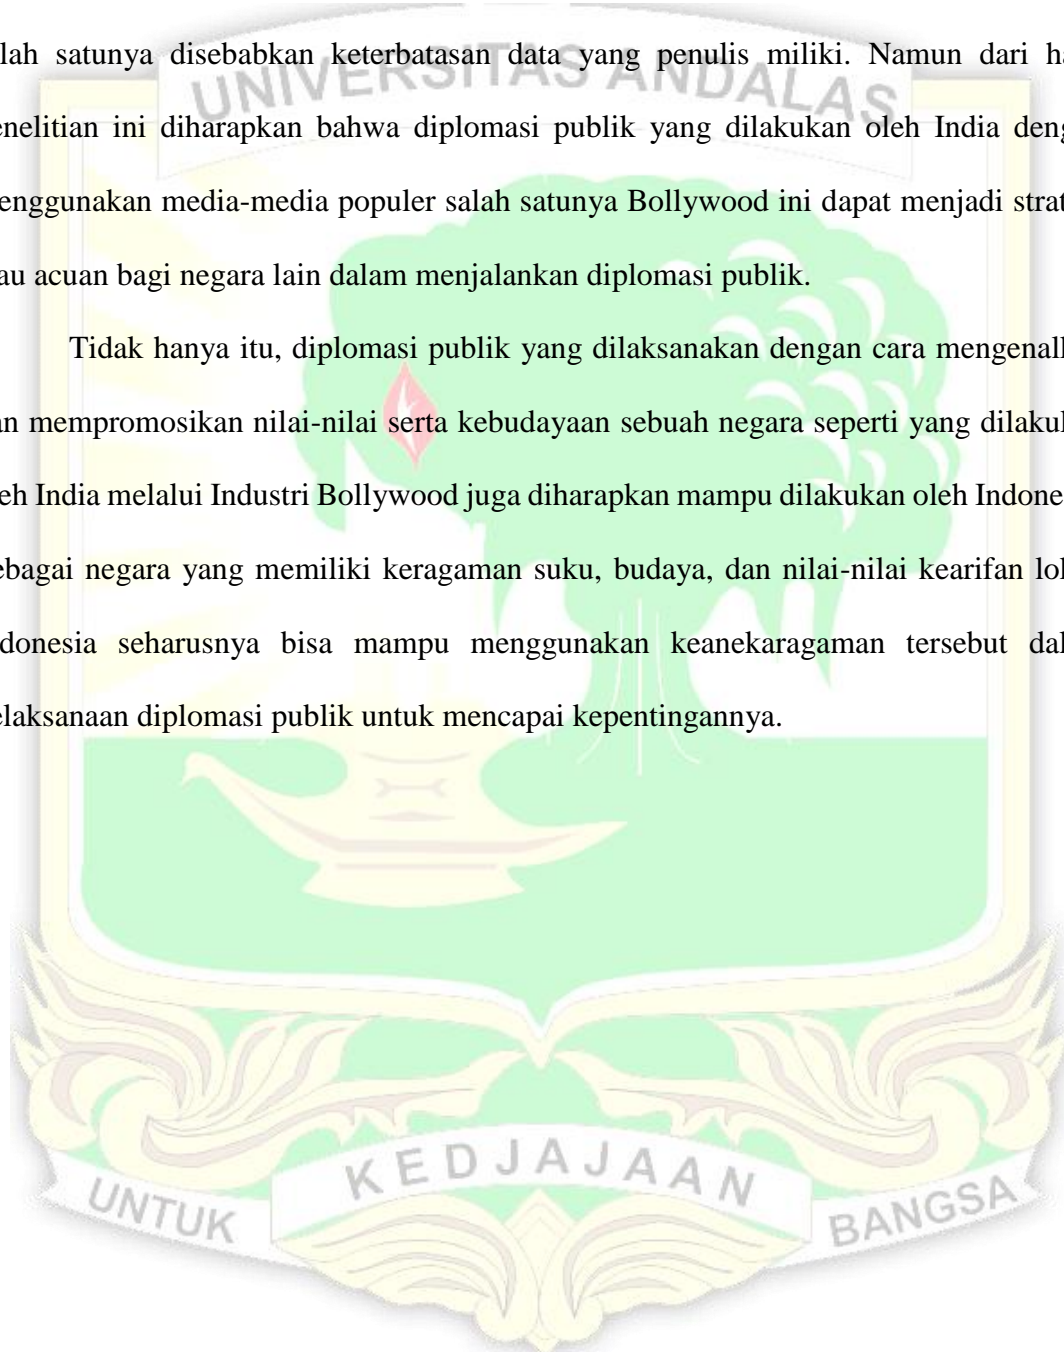 UNIVERSITAS ANDALAS
lah satunya disebabkan keterbatasan data yang penulis miliki. Namun dari ha
enelitian ini diharapkan bahwa diplomasi publik yang dilakukan oleh India deng
enggunakan media-media populer salah satunya Bollywood ini dapat menjadi strat
au acuan bagi negara lain dalam menjalankan diplomasi publik.
Tidak hanya itu, diplomasi publik yang dilaksanakan dengan cara mengenalk
an mempromosikan nilai-nilai serta kebudayaan sebuah negara seperti yang dilakuk
eh India melalui Industri Bollywood juga diharapkan mampu dilakukan oleh Indone
ebagai negara yang memiliki keragaman suku, budaya, dan nilai-nilai kearifan lok
donesia seharusnya bisa mampu menggunakan keanekaragaman tersebut dal
elaksanaan diplomasi publik untuk mencapai kepentingannya.
UNTUK KEDJAJAAN BANGSA